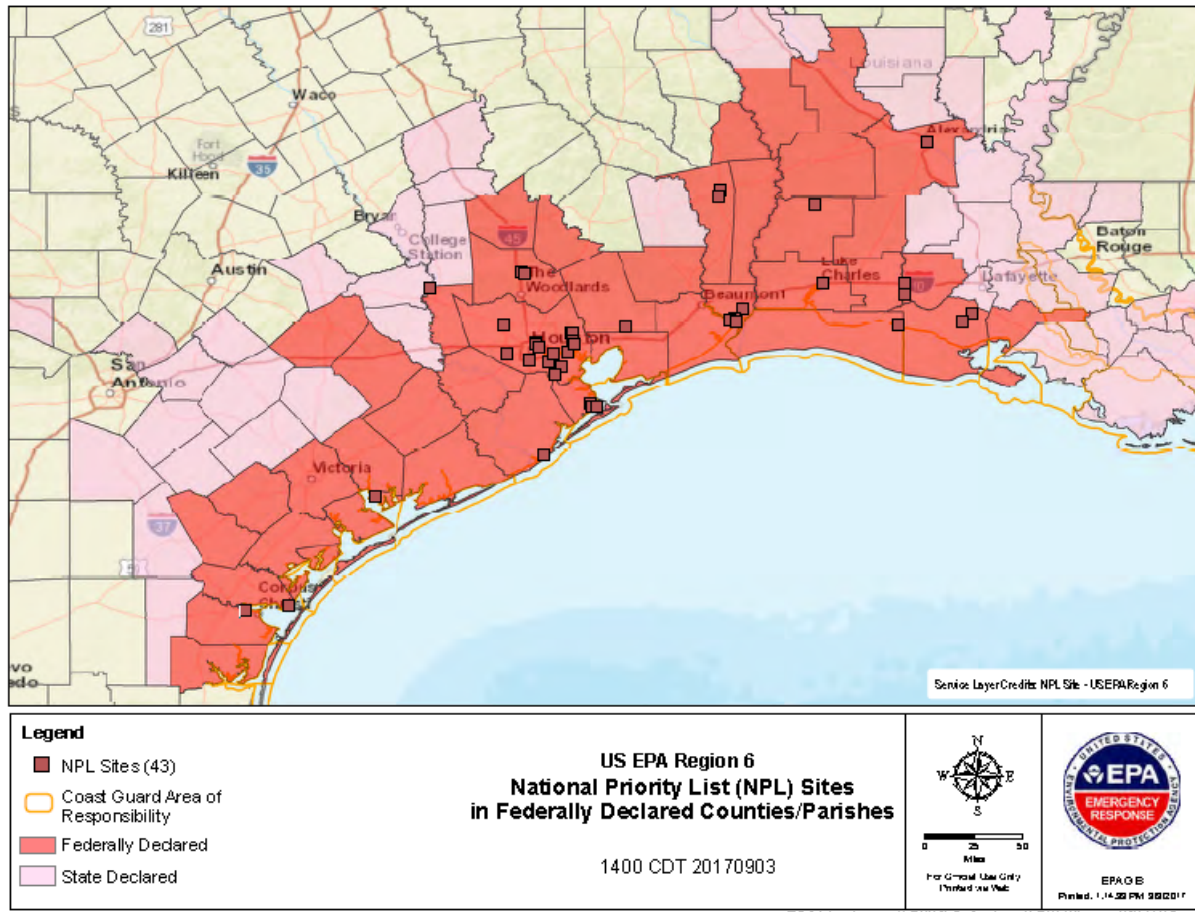 281
Louisiana
Waco
Alexandria
Fort
Hood
Killeen
35
Bryan
College
Station
45
Baton
Rouge
Austin
The
Woodlands
Lake
Charles
10
Lafayette
Beaumont
Houston
San
Antonio
Victoria
37
Corpus
Christi
Service Layer Credits: NPL Site - US EPA Region 6
Legend
NPL Sites (43)
Coast Guard Area of
Responsibility
Federally Declared
State Declared
US EPA Region 6
National Priority List (NPL) Sites
in Federally Declared Counties/Parishes
1400 CDT 20170903
N
W E
S
0 25 50
Miles
For Official Use Only
Printed via Web
UNITED STATES
EPA
EMERGENCY
RESPONSE
ENVIRONMENTAL PROTECTION AGENCY